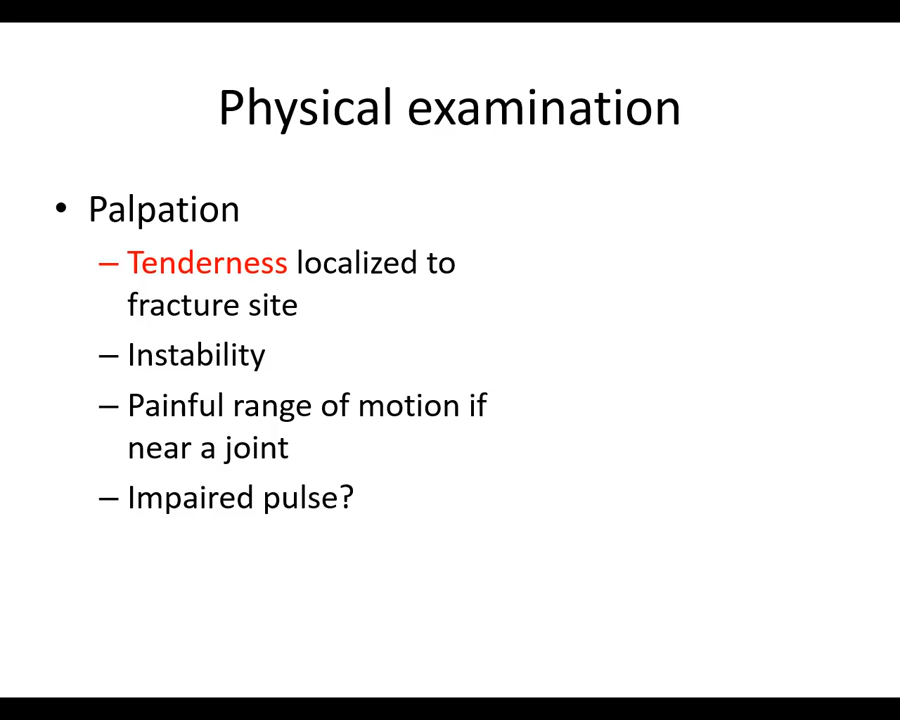 Physical examination
• Palpation
– Tenderness localized to
fracture site
– Instability
– Painful range of motion if
near a joint
– Impaired pulse?